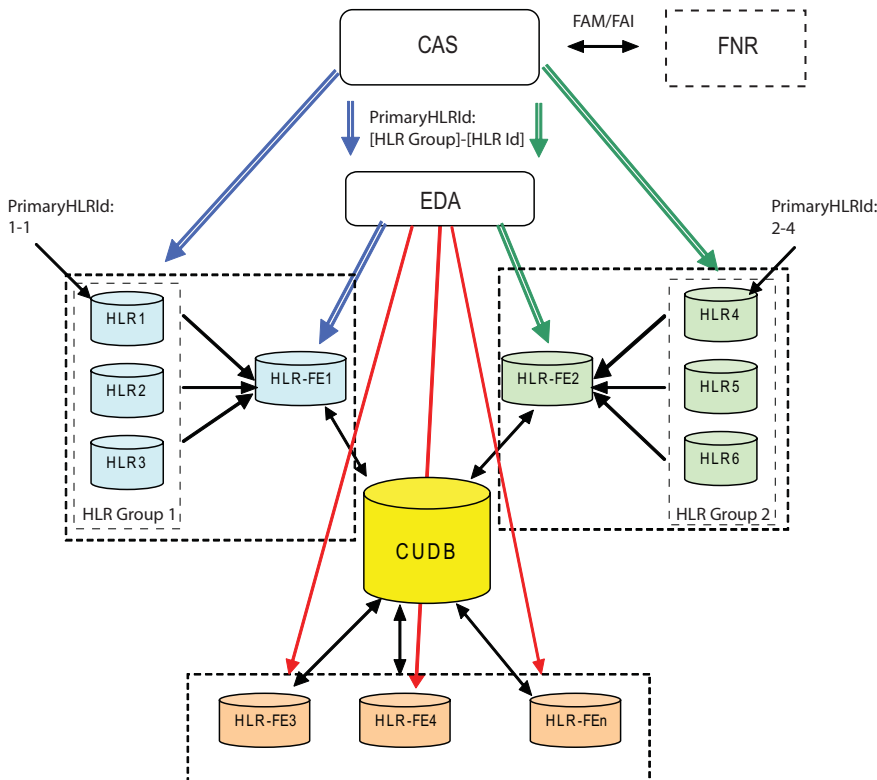 FAM/FAI
CAS
FNR
PrimaryHLRId:
[HLR Group]-[HLR Id]
EDA
PrimaryHLRId:
1-1
PrimaryHLRId:
2-4
HLR1
HLR2
HLR3
HLR Group 1
HLR-FE1
HLR-FE2
HLR4
HLR5
HLR6
HLR Group 2
CUDB
HLR-FE3
HLR-FE4
HLR-FEn